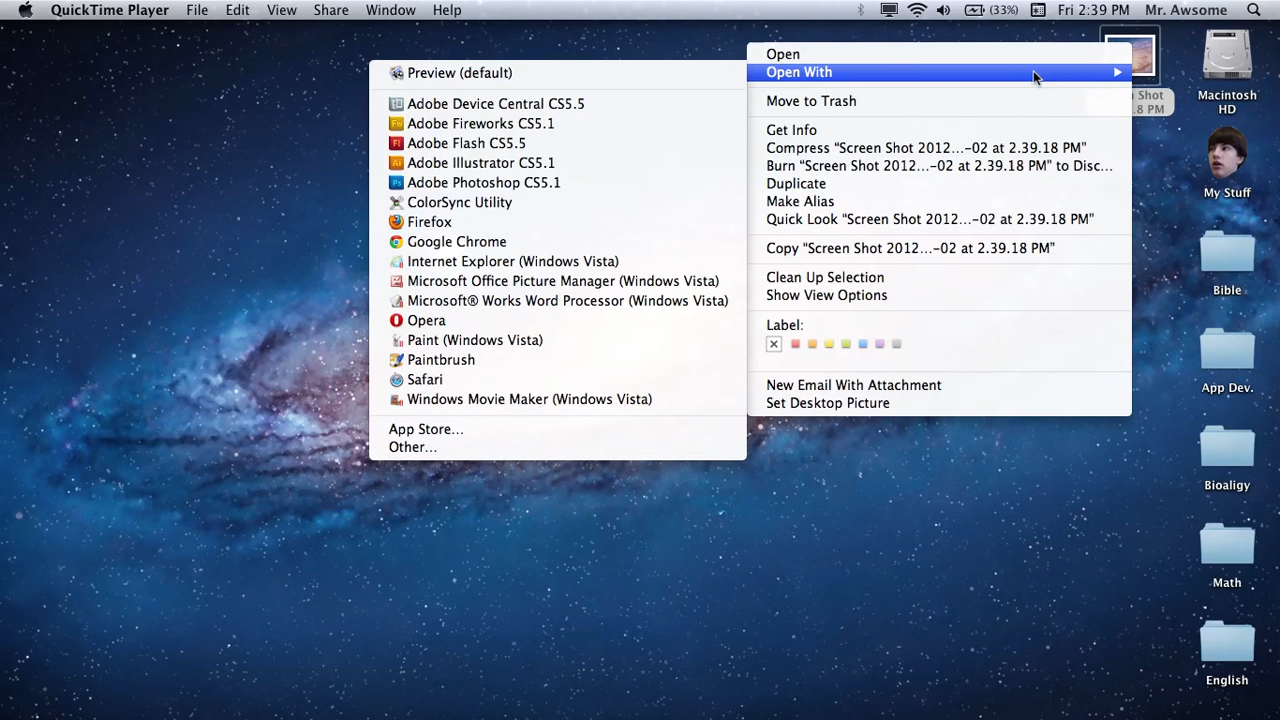 QuickTime Player File Edit View Share Window Help (33%) Fri 2:39 PM Mr. Awsome
Preview (default)
Adobe Device Central CS5.5
Adobe Fireworks CS5.1
Adobe Flash CS5.5
Adobe Illustrator CS5.1
Adobe Photoshop CS5.1
ColorSync Utility
Firefox
Google Chrome
Internet Explorer (Windows Vista)
Microsoft Office Picture Manager (Windows Vista)
Microsoft® Works Word Processor (Windows Vista)
Opera
Paint (Windows Vista)
Paintbrush
Safari
Windows Movie Maker (Windows Vista)
App Store...
Other...
Open
Open With
Move to Trash
Get Info
Compress “Screen Shot 2012...-02 at 2.39.18 PM”
Burn “Screen Shot 2012...-02 at 2.39.18 PM” to Disc...
Duplicate
Make Alias
Quick Look “Screen Shot 2012...-02 at 2.39.18 PM”
Copy “Screen Shot 2012...-02 at 2.39.18 PM”
Clean Up Selection
Show View Options
Label:
New Email With Attachment
Set Desktop Picture
Shot
8 PM
Macintosh
HD
My Stuff
Bible
App Dev.
Bioaligy
Math
English